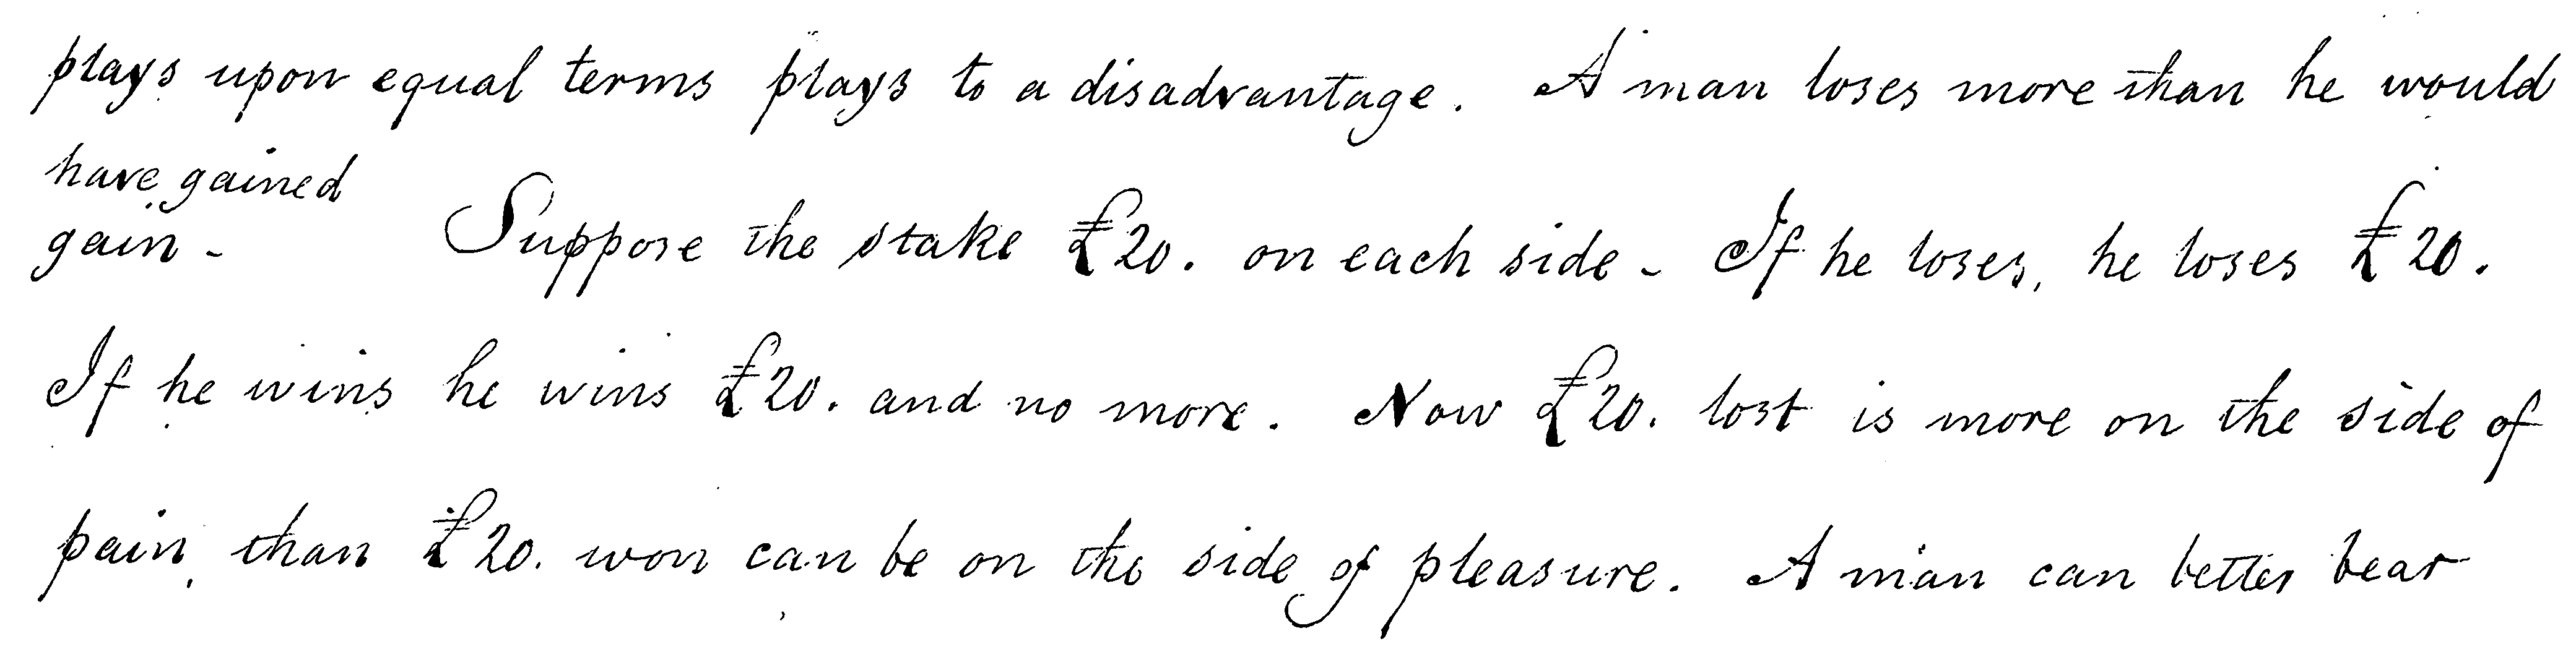 plays upon equal terms plays to a disadvantage. A man loses more than he would
have gained
gain - Suppose the stake £20. on each side - If he loses, he loses £20.
If he wins he wins £20. and no more. Now £20. lost is more on the side of
pain, than £20. won can be on the side of pleasure. A man can better bear